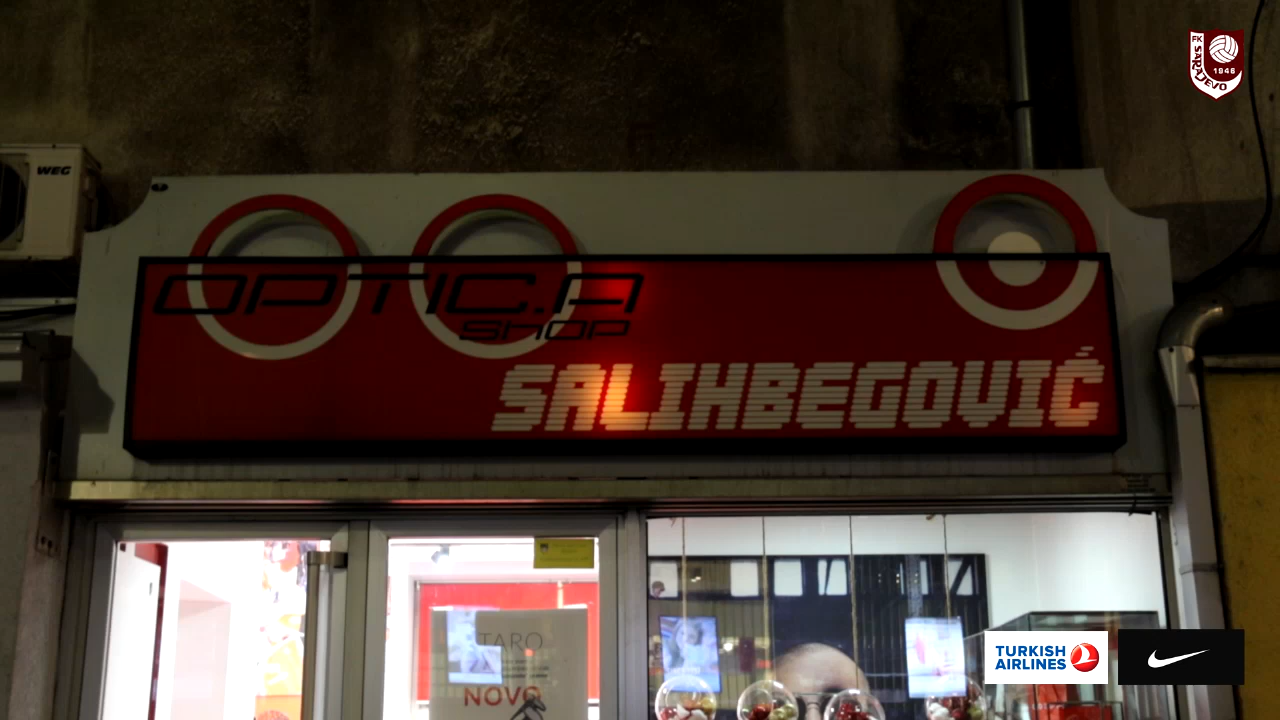 FK
SARAJEVO
1946
WEG
OPTIC.A
SHOP
SALIHBEGOVIĆ
TARO
NOVO
TURKISH
AIRLINES